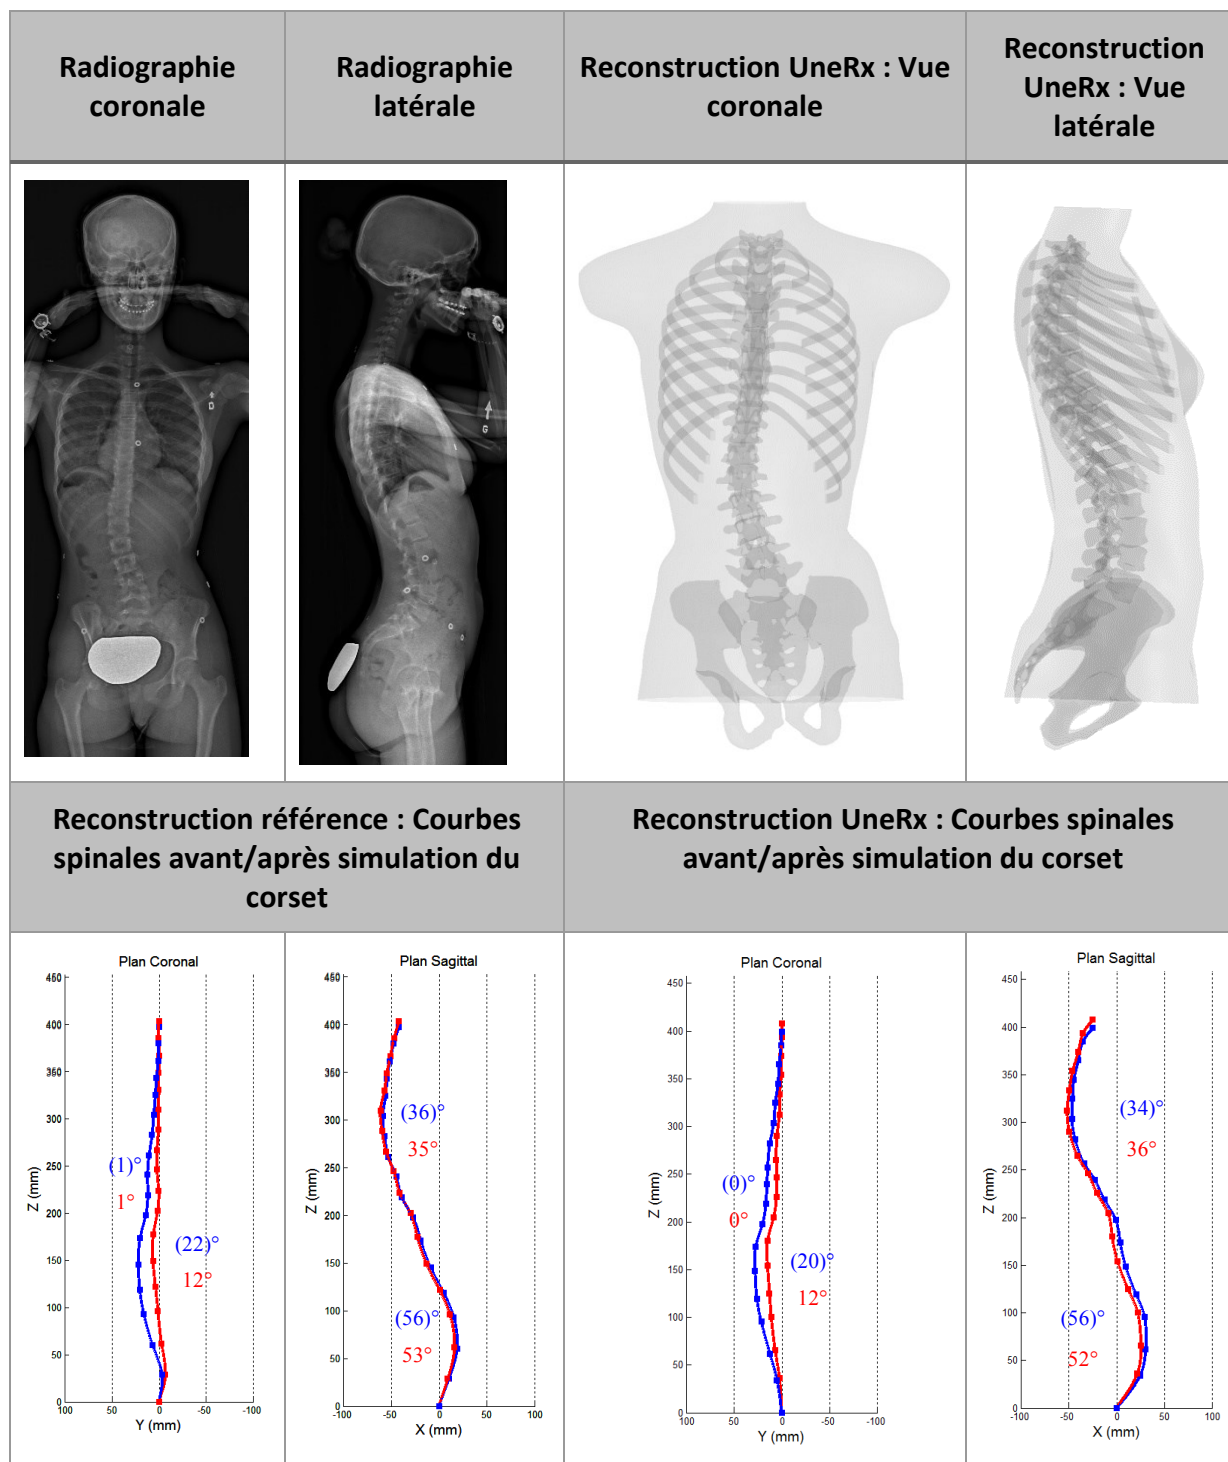 Radiographie
coronale
Radiographie
latérale
Reconstruction UneRx : Vue
coronale
Reconstruction
UneRx : Vue
latérale
D
G
Reconstruction référence : Courbes
spinales avant/après simulation du
corset
Reconstruction UneRx : Courbes spinales
avant/après simulation du corset
Plan Coronal
450
400
350
300
250
200
150
100
50
0
100
50
0
-50
-100
Z (mm)
Y (mm)
(1)°
1°
(22)°
12°
Plan Sagittal
450
400
350
300
250
200
150
100
50
0
-100
-50
0
50
100
Z (mm)
X (mm)
(36)°
35°
(56)°
53°
Plan Coronal
450
400
350
300
250
200
150
100
50
0
100
50
0
-50
-100
Z (mm)
Y (mm)
(0)°
0°
(20)°
12°
Plan Sagittal
450
400
350
300
250
200
150
100
50
0
-100
-50
0
50
100
Z (mm)
X (mm)
(34)°
36°
(56)°
52°